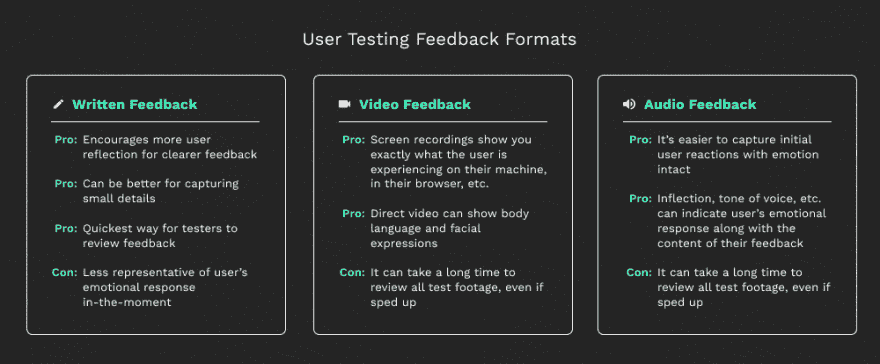 User Testing Feedback Formats
Written Feedback
Pro: Encourages more user
reflection for clearer feedback
Pro: Can be better for capturing
small details
Pro: Quickest way for testers to
review feedback
Con: Less representative of user's
emotional response
in-the-moment
Video Feedback
Pro: Screen recordings show you
exactly what the user is
experiencing on their machine,
in their browser, etc.
Pro: Direct video can show body
language and facial
expressions
Con: It can take a long time to
review all test footage, even if
sped up
Audio Feedback
Pro: It's easier to capture initial
user reactions with emotion
intact
Pro: Inflection, tone of voice, etc.
can indicate user's emotional
response along with the
content of their feedback
Con: It can take a long time to
review all test footage, even if
sped up